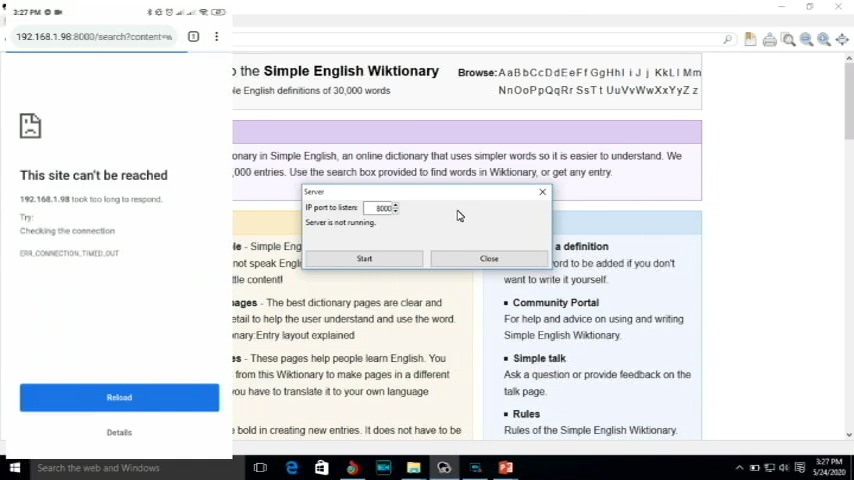 3:27 PM
192.168.1.98:8000/search?content=w
1
This site can't be reached
192.168.1.98 took too long to respond.
Try:
Checking the connection
ERR_CONNECTION_TIMED_OUT
Reload
Details
o the Simple English Wiktionary
le English definitions of 30,000 words
Browse: A a B b C c D d E e F f G g H h I i J j K k L l M m
N n O o P p Q q R r S s T t U u V v W w X x Y y Z z
onary in Simple English, an online dictionary that uses simpler words so it is easier to understand. We
,000 entries. Use the search box provided to find words in Wiktionary, or get any entry.
Server
IP port to listen: 8000
Server is not running.
Start
Close
le - Simple Eng
not speak Engli
ttle content!
ages - The best dictionary pages are clear and
etail to help the user understand and use the word.
onary:Entry layout explained
es - These pages help people learn English. You
from this Wiktionary to make pages in a different
you have to translate it to your own language
bold in creating new entries. It does not have to be
a definition
ord to be added if you don't
want to write it yourself.
Community Portal
For help and advice on using and writing
Simple English Wiktionary.
Simple talk
Ask a question or provide feedback on the
talk page.
Rules
Rules of the Simple English Wiktionary.
Search the web and Windows
3:27 PM
5/24/2020